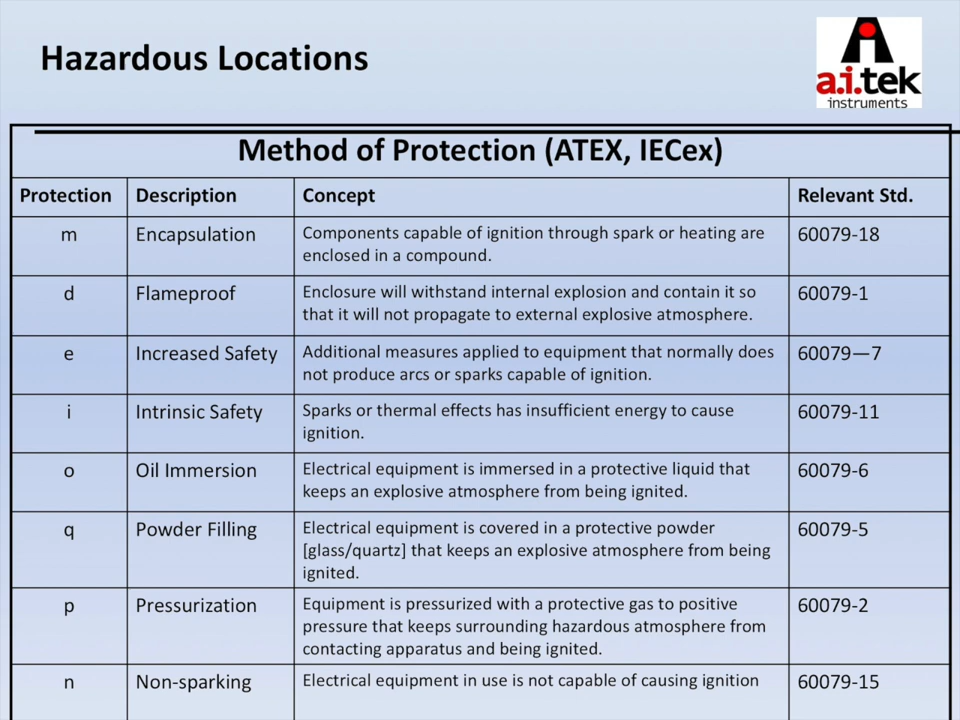 Hazardous Locations
a.i.tek
instruments
Method of Protection (ATEX, IECex)
Protection Description Concept Relevant Std.
m Encapsulation Components capable of ignition through spark or heating are 60079-18
enclosed in a compound.
d Flameproof Enclosure will withstand internal explosion and contain it so 60079-1
that it will not propagate to external explosive atmosphere.
e Increased Safety Additional measures applied to equipment that normally does 60079—7
not produce arcs or sparks capable of ignition.
i Intrinsic Safety Sparks or thermal effects has insufficient energy to cause 60079-11
ignition.
o Oil Immersion Electrical equipment is immersed in a protective liquid that 60079-6
keeps an explosive atmosphere from being ignited.
q Powder Filling Electrical equipment is covered in a protective powder 60079-5
[glass/quartz] that keeps an explosive atmosphere from being
ignited.
p Pressurization Equipment is pressurized with a protective gas to positive 60079-2
pressure that keeps surrounding hazardous atmosphere from
contacting apparatus and being ignited.
n Non-sparking Electrical equipment in use is not capable of causing ignition 60079-15